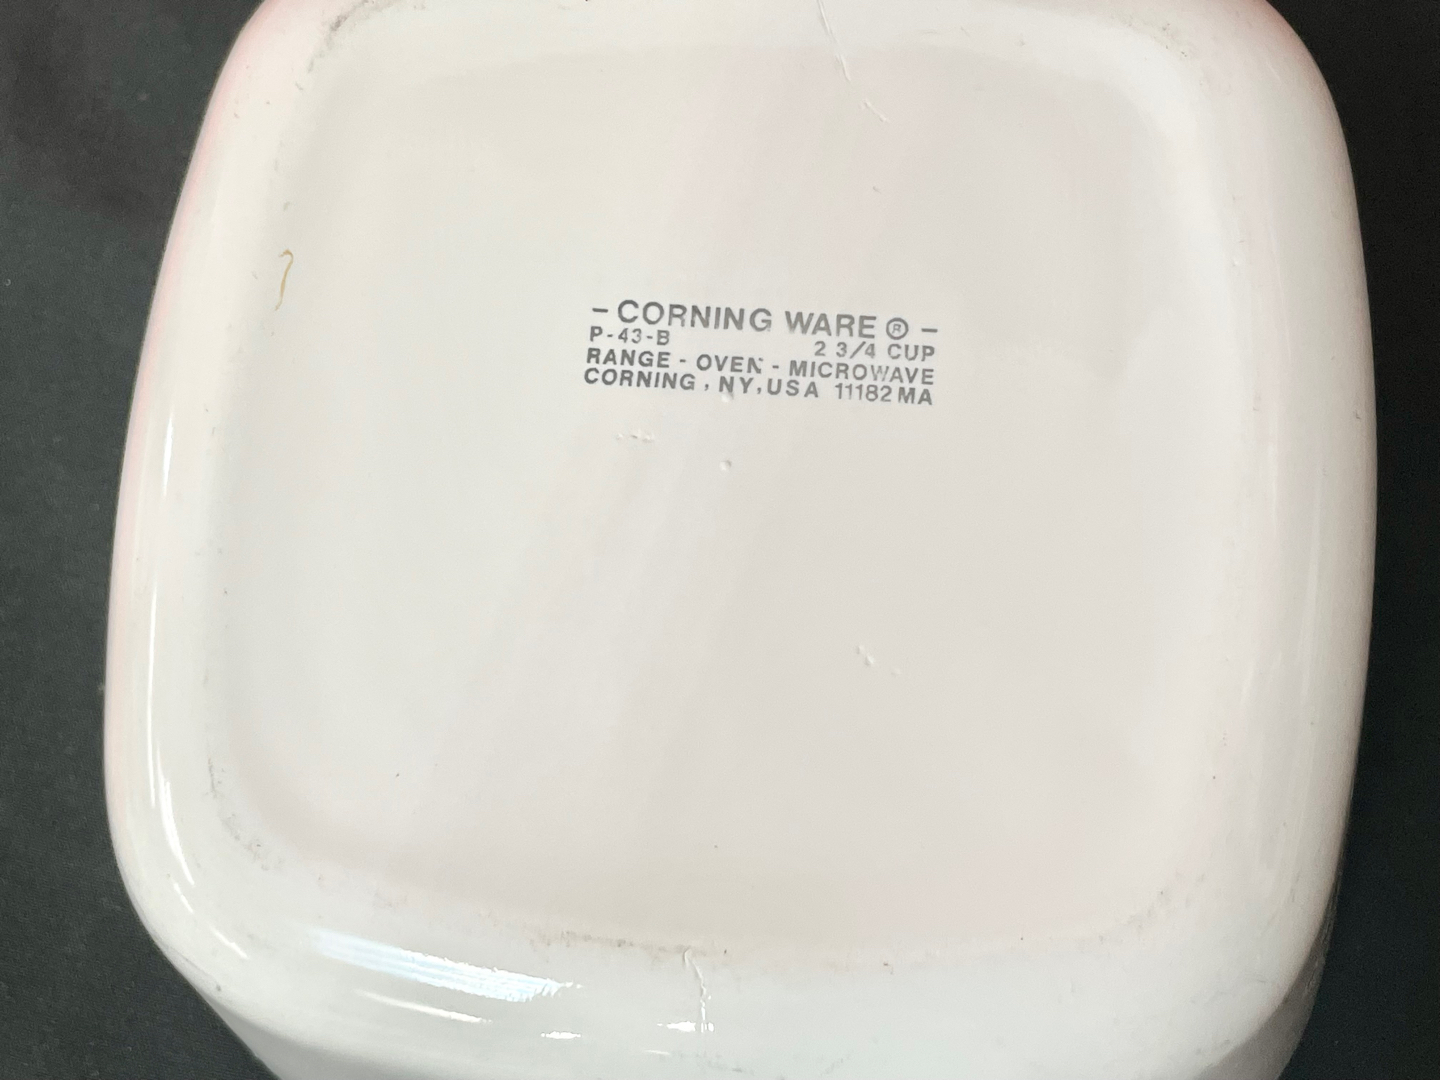 - CORNING WARE ® -
P-43-B 2 3/4 CUP
RANGE - OVEN - MICROWAVE
CORNING, NY, USA 11182 MA